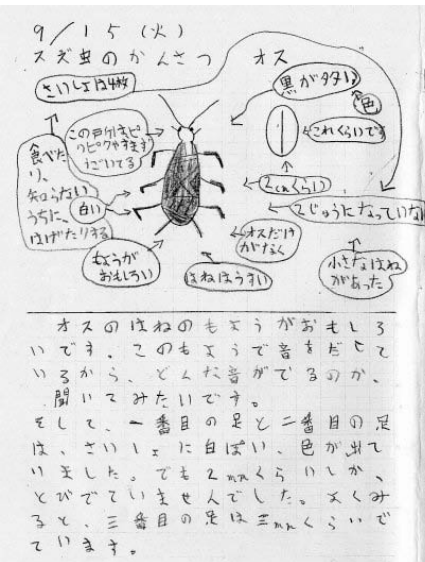 9/15(火)
スズ虫のかんさつ
オス
さいしょは4枚
黒がタタい
色
この戸斤はピ
クピクやすまず
うごいてる
これくらいです
食べた
り、
知らない
うちに、
はげたりする
白い
2cmくらい
2じゅうになっていない
もようが
おもしろい
はねはうすい
オスだけ
がなく
小さなはね
があった
オスのはねのもようがおもしろ
いです。このもようで音をだして
いるから、どんな音がでるのか、
聞いてみたいです。
そして、一番目の足と二番目の足
は、さいしょに白ぽい、色が出て
いました。でも2mmくらいしか、
とびでていませんでした。よくみ
ると、三番目の足は三mmくらいで
ています。